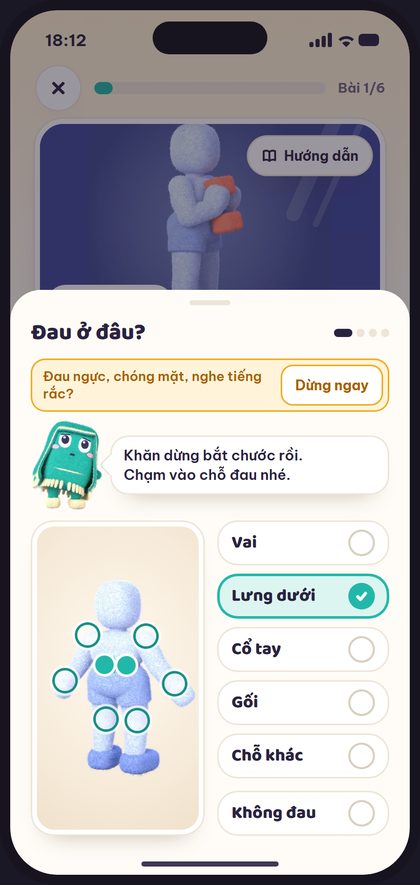 18:12
Bài 1/6
Hướng dẫn
Đau ở đâu?
Đau ngực, chóng mặt, nghe tiếng
rắc?
Dừng ngay
Khăn dừng bắt chước rồi.
Chạm vào chỗ đau nhé.
Vai
Lưng dưới
Cổ tay
Gối
Chỗ khác
Không đau